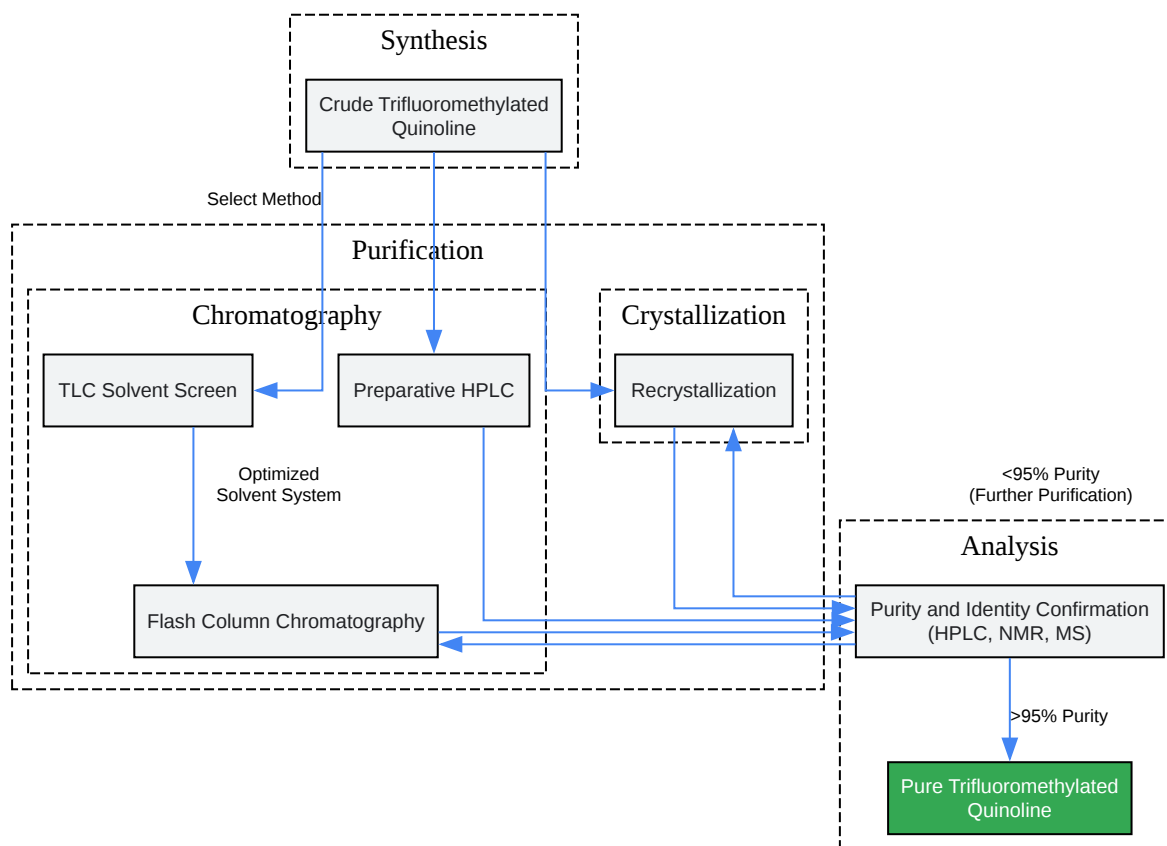 Synthesis
Crude Trifluoromethylated
Quinoline
Select Method
Purification
Chromatography
Crystallization
TLC Solvent Screen
Preparative HPLC
Recrystallization
Optimized
Solvent System
<95% Purity
(Further Purification)
Analysis
Flash Column Chromatography
Purity and Identity Confirmation
(HPLC, NMR, MS)
>95% Purity
Pure Trifluoromethylated
Quinoline